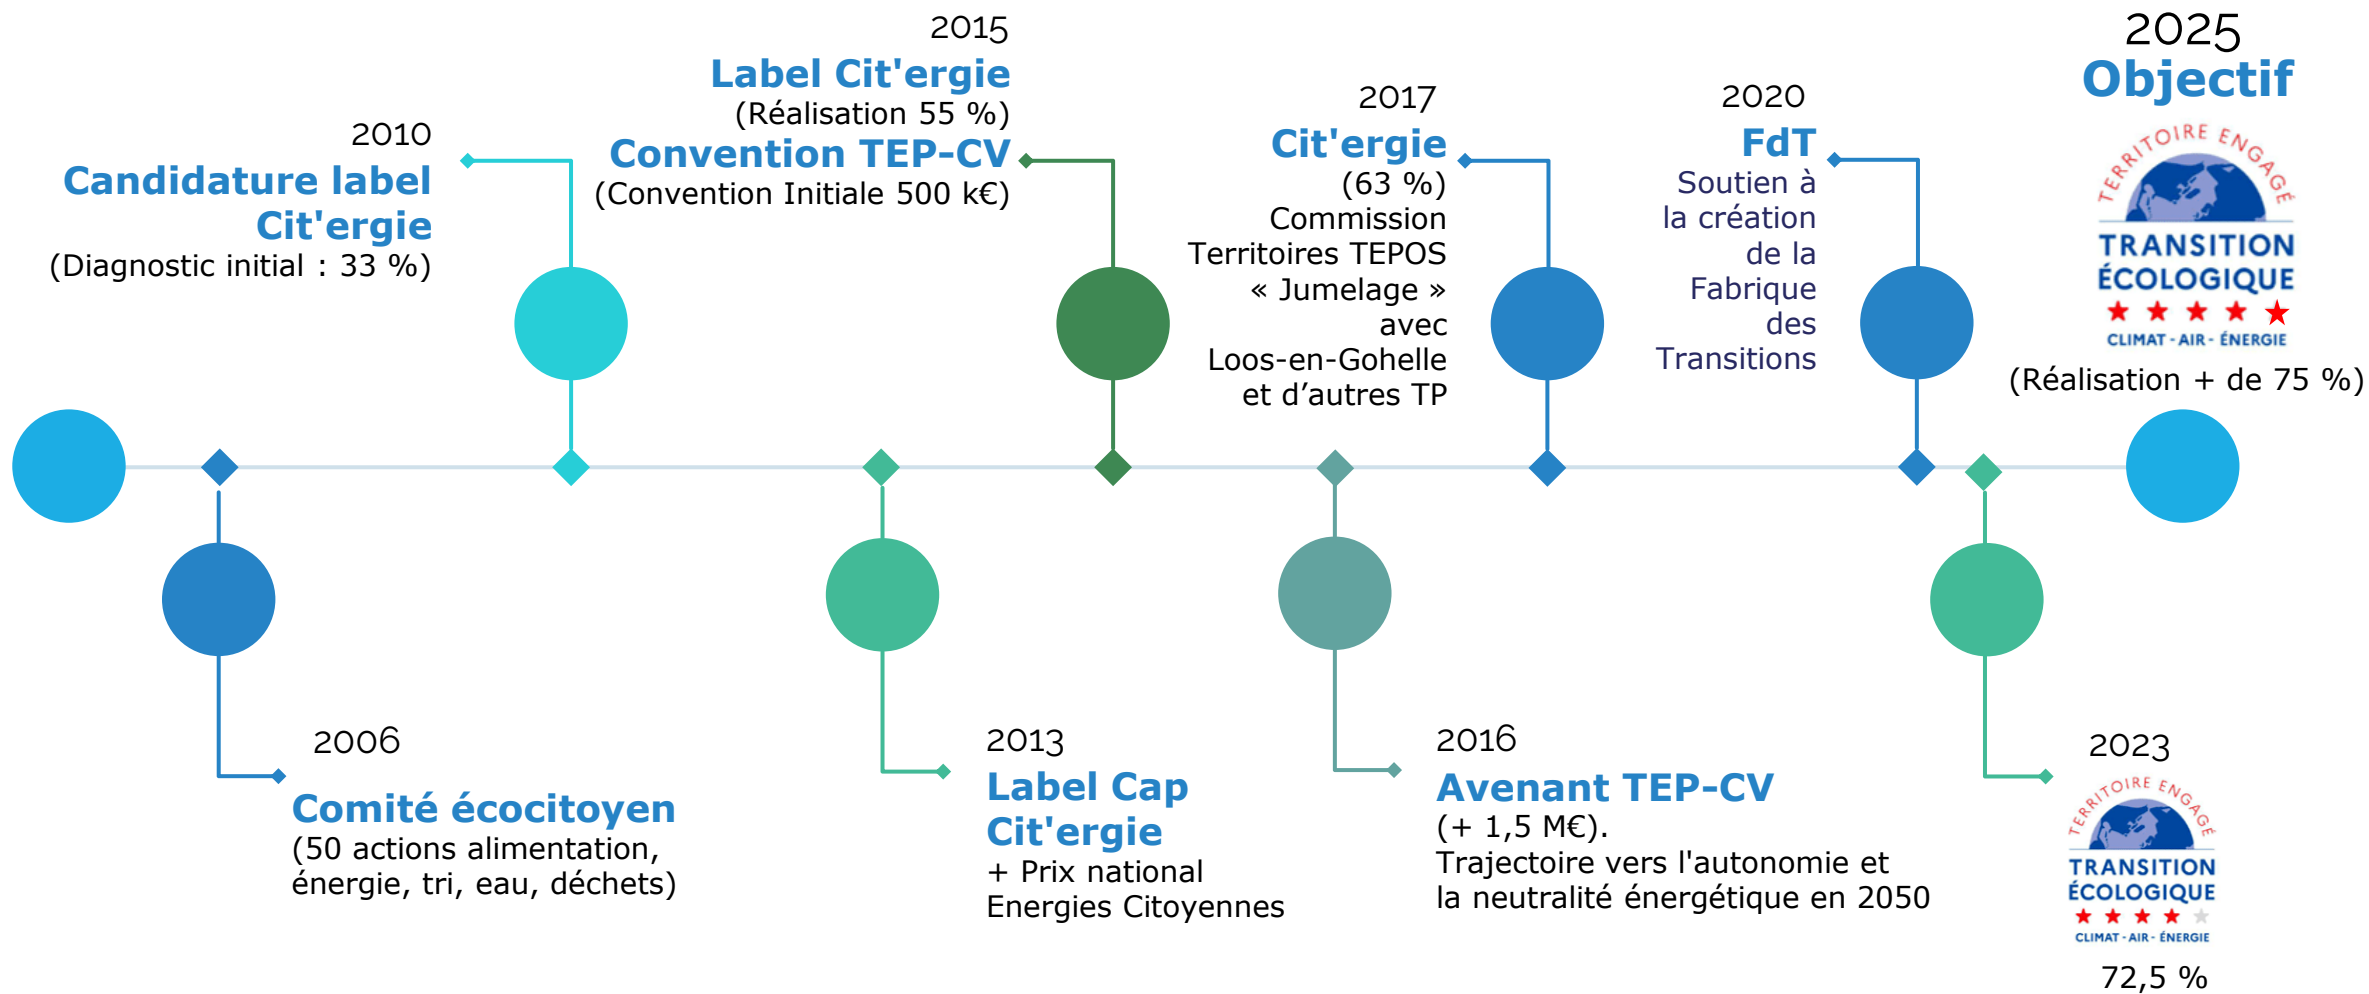 2006
Comité écocitoyen
(50 actions alimentation,
énergie, tri, eau, déchets)
2010
Candidature label
Cit'ergie
(Diagnostic initial : 33 %)
2013
Label Cap
Cit'ergie
+ Prix national
Energies Citoyennes
2015
Label Cit'ergie
(Réalisation 55 %)
Convention TEP-CV
(Convention Initiale 500 k€)
2016
Avenant TEP-CV
(+ 1,5 M€).
Trajectoire vers l'autonomie et
la neutralité énergétique en 2050
2017
Cit'ergie
(63 %)
Commission
Territoires TEPOS
« Jumelage »
avec
Loos-en-Gohelle
et d’autres TP
2020
FdT
Soutien à
la création
de la
Fabrique
des
Transitions
2023
TERRITOIRE ENGAGÉ
TRANSITION
ÉCOLOGIQUE
CLIMAT - AIR - ÉNERGIE
72,5 %
2025
Objectif
TERRITOIRE ENGAGÉ
TRANSITION
ÉCOLOGIQUE
CLIMAT - AIR - ÉNERGIE
(Réalisation + de 75 %)